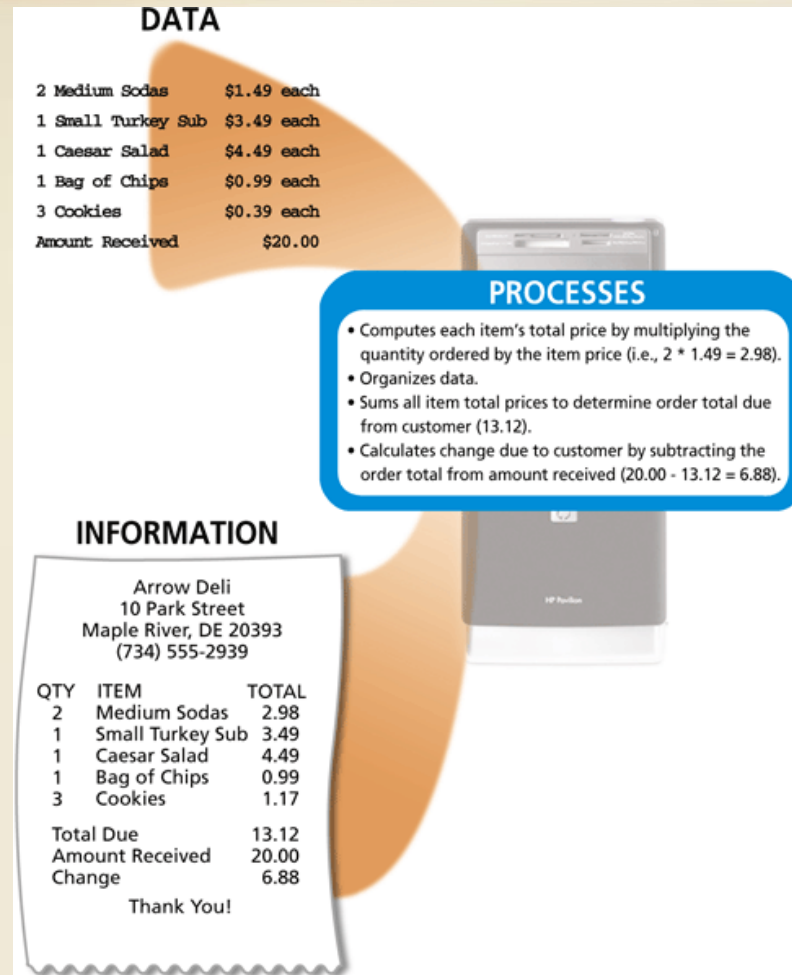 DATA
2 Medium Sodas $1.49 each
1 Small Turkey Sub $3.49 each
1 Caesar Salad $4.49 each
1 Bag of Chips $0.99 each
3 Cookies $0.39 each
Amount Received $20.00
PROCESSES
• Computes each item's total price by multiplying the
quantity ordered by the item price (i.e., 2 * 1.49 = 2.98).
• Organizes data.
• Sums all item total prices to determine order total due
from customer (13.12).
• Calculates change due to customer by subtracting the
order total from amount received (20.00 - 13.12 = 6.88).
HP Pavilion
INFORMATION
Arrow Deli
10 Park Street
Maple River, DE 20393
(734) 555-2939
QTY ITEM TOTAL
2 Medium Sodas 2.98
1 Small Turkey Sub 3.49
1 Caesar Salad 4.49
1 Bag of Chips 0.99
3 Cookies 1.17
Total Due 13.12
Amount Received 20.00
Change 6.88
Thank You!